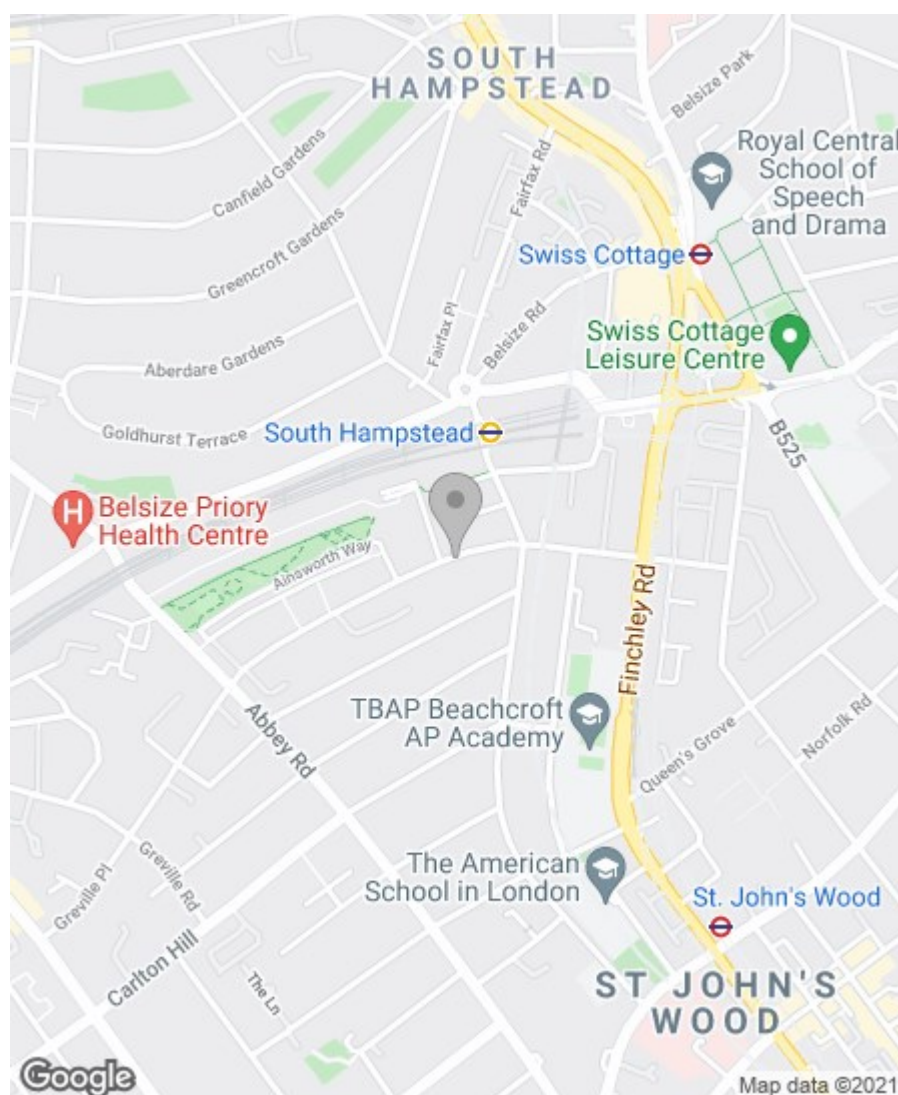 SOUTH
HAMPSTEAD
Belsize Park
Royal Central
School of
Speech
and Drama
Canfield Gardens
Fairfax Rd
Greencroft Gardens
Swiss Cottage
Fairfax Pl
Belsize Rd
Swiss Cottage
Leisure Centre
Aberdare Gardens
Goldhurst Terrace
South Hampstead
B525
H
Belsize Priory
Health Centre
Ainsworth Way
Finchley Rd
TBAP Beachcroft
AP Academy
Abbey Rd
Queen's Grove
Norfolk Rd
Greville Pl
Greville Rd
The American
School in London
St. John's Wood
Carlton Hill
The Ln
ST JOHN'S
WOOD
Google
Map data ©2021